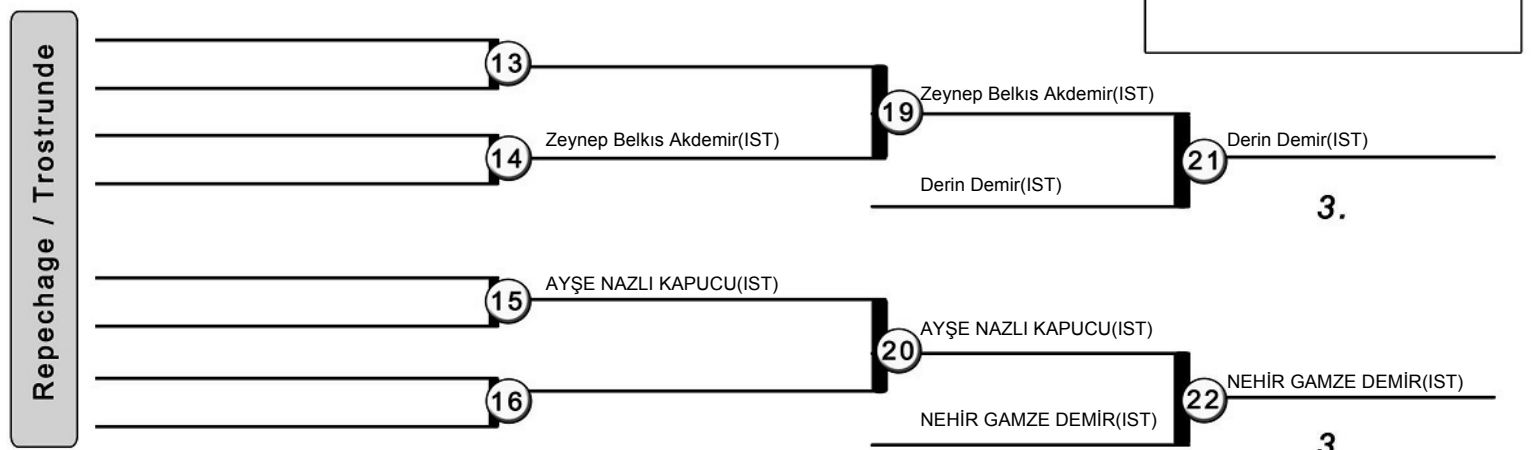 Repechage / Trostrunde
13
14
Zeynep Belkıs Akdemir(IST)
19
Zeynep Belkıs Akdemir(IST)
Derin Demir(IST)
21
Derin Demir(IST)
3.
15
AYŞE NAZLI KAPUCU(IST)
16
20
AYŞE NAZLI KAPUCU(IST)
NEHİR GAMZE DEMİR(IST)
22
NEHİR GAMZE DEMİR(IST)
3